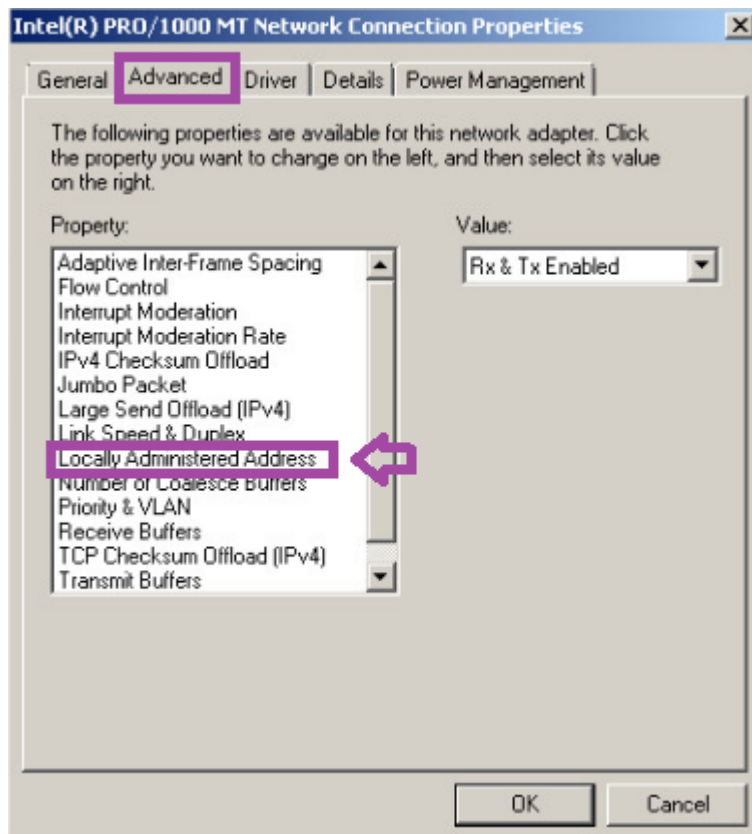 Intel(R) PRO/1000 MT Network Connection Properties
General Advanced Driver Details Power Management
The following properties are available for this network adapter. Click
the property you want to change on the left, and then select its value
on the right.
Property: Value:
Adaptive Inter-Frame Spacing Rx & Tx Enabled
Flow Control
Interrupt Moderation
Interrupt Moderation Rate
IPv4 Checksum Offload
Jumbo Packet
Large Send Offload (IPv4)
Link Speed & Duplex
Locally Administered Address
Number of Coalesce Buffers
Priority & VLAN
Receive Buffers
TCP Checksum Offload (IPv4)
Transmit Buffers
OK Cancel